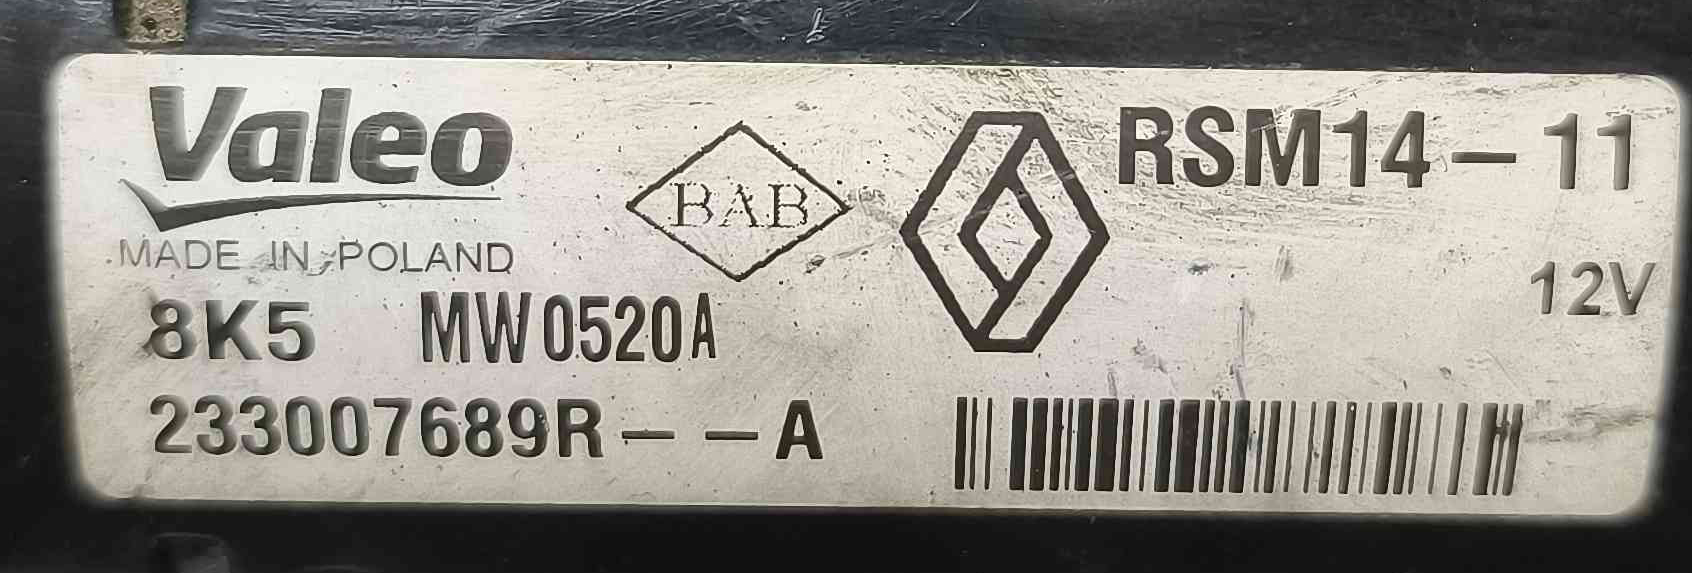 Valeo
MADE IN POLAND
BAB
RSM14-11
12V
8K5 MW0520A
233007689R--A